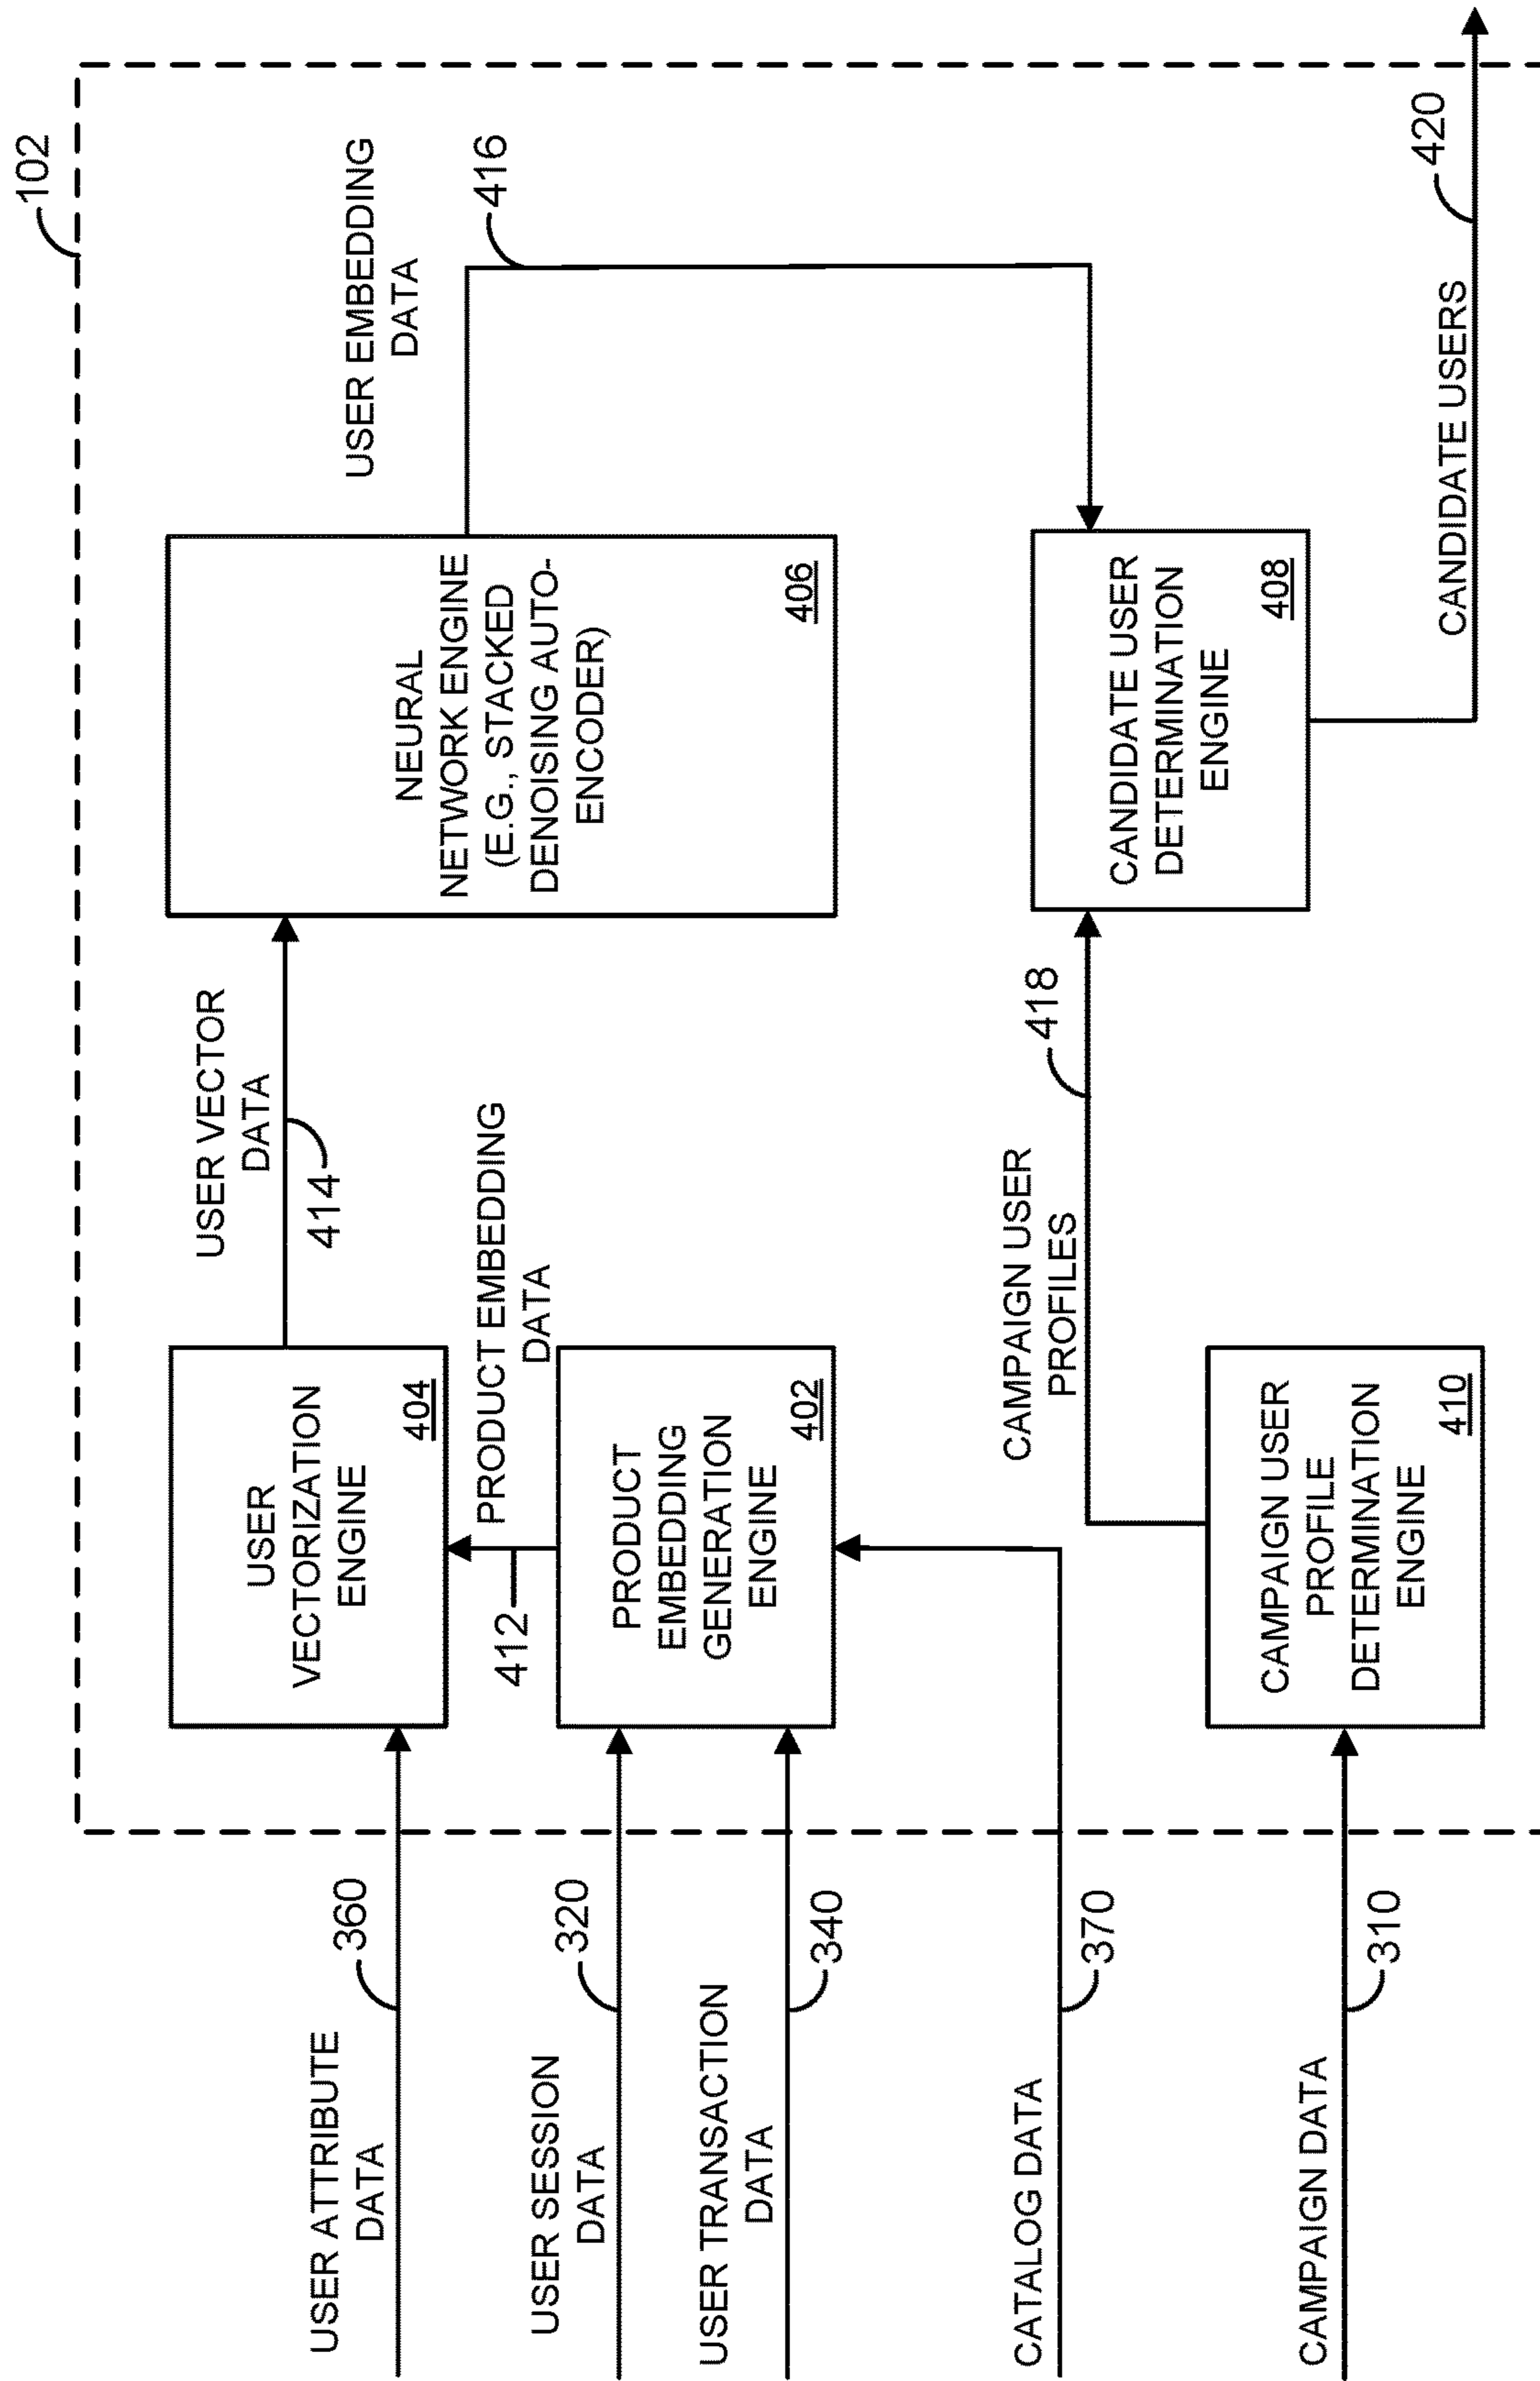 102
USER ATTRIBUTE
DATA
360
USER
VECTORIZATION
ENGINE
404
USER VECTOR
DATA
414
NEURAL
NETWORK ENGINE
(E.G., STACKED
DENOISING AUTO-
ENCODER)
406
USER EMBEDDING
DATA
416
USER SESSION
DATA
320
USER TRANSACTION
DATA
340
412
PRODUCT EMBEDDING
DATA
PRODUCT
EMBEDDING
GENERATION
ENGINE
402
CATALOG DATA
370
CAMPAIGN USER
PROFILES
418
CANDIDATE USER
DETERMINATION
ENGINE
408
CAMPAIGN DATA
310
CAMPAIGN USER
PROFILE
DETERMINATION
ENGINE
410
CANDIDATE USERS
420